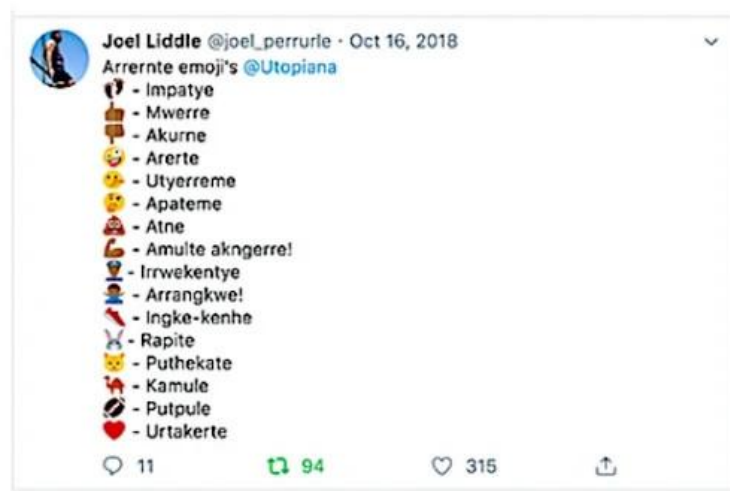 Joel Liddle @joel_perrurle · Oct 16, 2018
Arrernte emoji's @Utopiana
👣 - Impatye
👍🏾 - Mwerre
👎🏾 - Akurne
🤪 - Arerte
🤥 - Utyerreme
🤔 - Apateme
💩 - Atne
💪🏾 - Amulte akngerre!
👮🏾 - Irrwekentye
🙅🏾‍♂️ - Arrangkwe!
👟 - Ingke-kenhe
🐰 - Rapite
🐱 - Puthekate
🐪 - Kamule
🏈 - Putpule
❤️ - Urtakerte
11 94 315